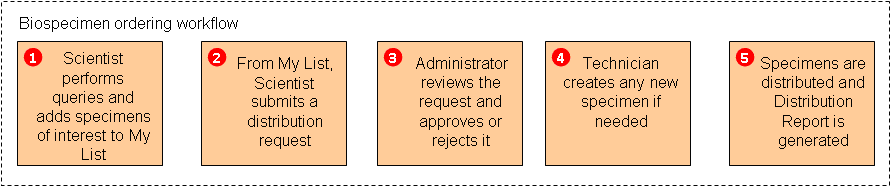 Biospecimen ordering workflow
1 Scientist
performs
queries and
adds specimens
of interest to My
List
2 From My List,
Scientist
submits a
distribution
request
3 Administrator
reviews the
request and
approves or
rejects it
4 Technician
creates any new
specimen if
needed
5 Specimens are
distributed and
Distribution
Report is
generated